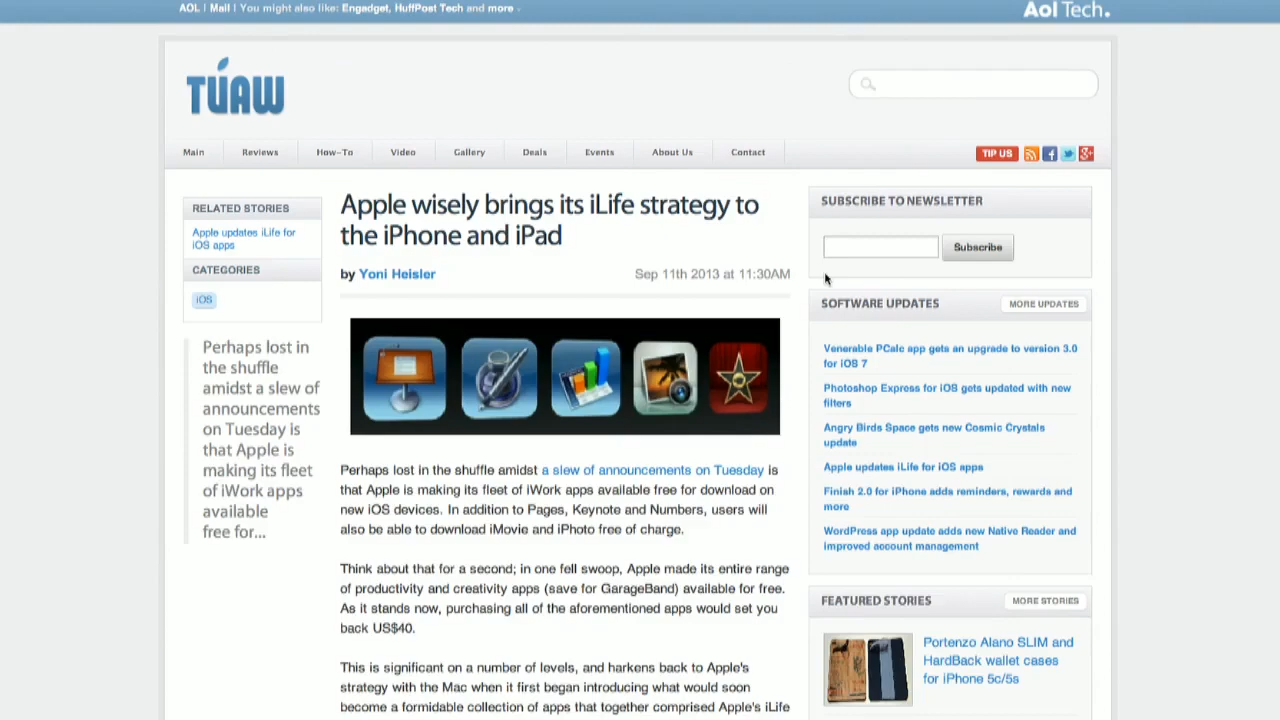 AOL | Mail | You might also like: Engadget, HuffPost Tech and more
Aol Tech.
TUAW
Main
Reviews
How-To
Video
Gallery
Deals
Events
About Us
Contact
TIP US
RELATED STORIES
Apple updates iLife for
iOS apps
CATEGORIES
iOS
Perhaps lost in
the shuffle
amidst a slew of
announcements
on Tuesday is
that Apple is
making its fleet
of iWork apps
available
free for...
Apple wisely brings its iLife strategy to
the iPhone and iPad
by Yoni Heisler
Sep 11th 2013 at 11:30AM
Perhaps lost in the shuffle amidst a slew of announcements on Tuesday is
that Apple is making its fleet of iWork apps available free for download on
new iOS devices. In addition to Pages, Keynote and Numbers, users will
also be able to download iMovie and iPhoto free of charge.
Think about that for a second; in one fell swoop, Apple made its entire range
of productivity and creativity apps (save for GarageBand) available for free.
As it stands now, purchasing all of the aforementioned apps would set you
back US$40.
This is significant on a number of levels, and harkens back to Apple's
strategy with the Mac when it first began introducing what would soon
become a formidable collection of apps that together comprised Apple's iLife
SUBSCRIBE TO NEWSLETTER
Subscribe
SOFTWARE UPDATES
MORE UPDATES
Venerable PCalc app gets an upgrade to version 3.0
for iOS 7
Photoshop Express for iOS gets updated with new
filters
Angry Birds Space gets new Cosmic Crystals
update
Apple updates iLife for iOS apps
Finish 2.0 for iPhone adds reminders, rewards and
more
WordPress app update adds new Native Reader and
improved account management
FEATURED STORIES
MORE STORIES
Portenzo Alano SLIM and
HardBack wallet cases
for iPhone 5c/5s